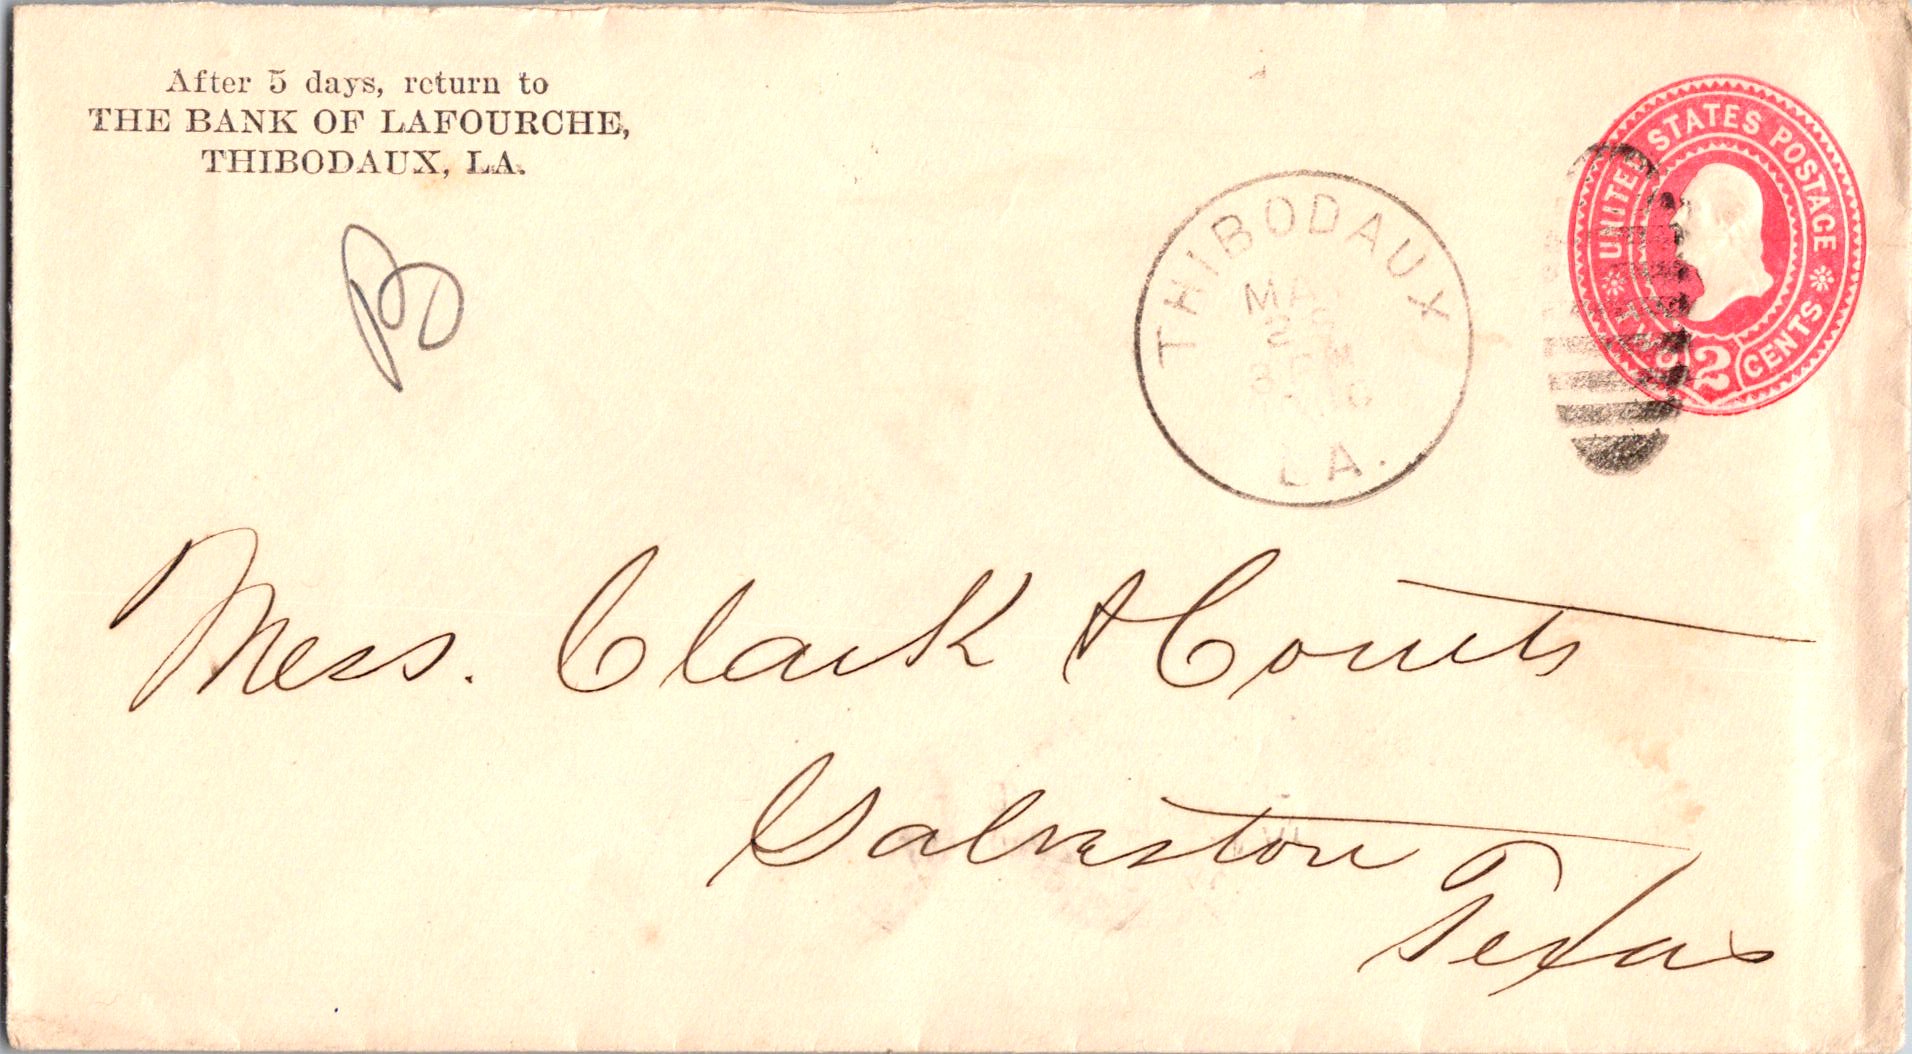 After 5 days, return to
THE BANK OF LAFOURCHE,
THIBODAUX, LA.
B
THIBODAUX
LA.
UNITED STATES POSTAGE
TWO 2 CENTS
Mess. Clark & Courts
Galveston
Texas